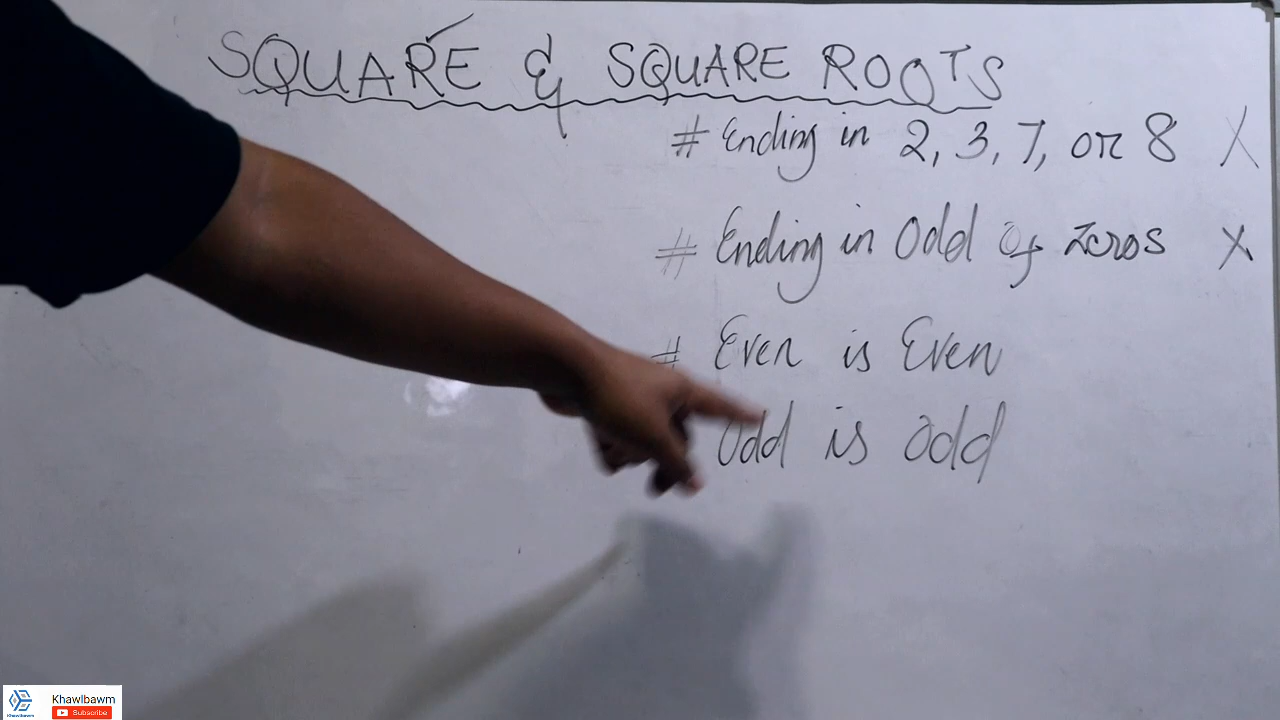 SQUARE & SQUARE ROOTS
# Ending in 2, 3, 7, or 8 X
# Ending in Odd of zeros X
# Even is Even
Odd is odd
Khawlbawm
Subscribe
Khawlbawm